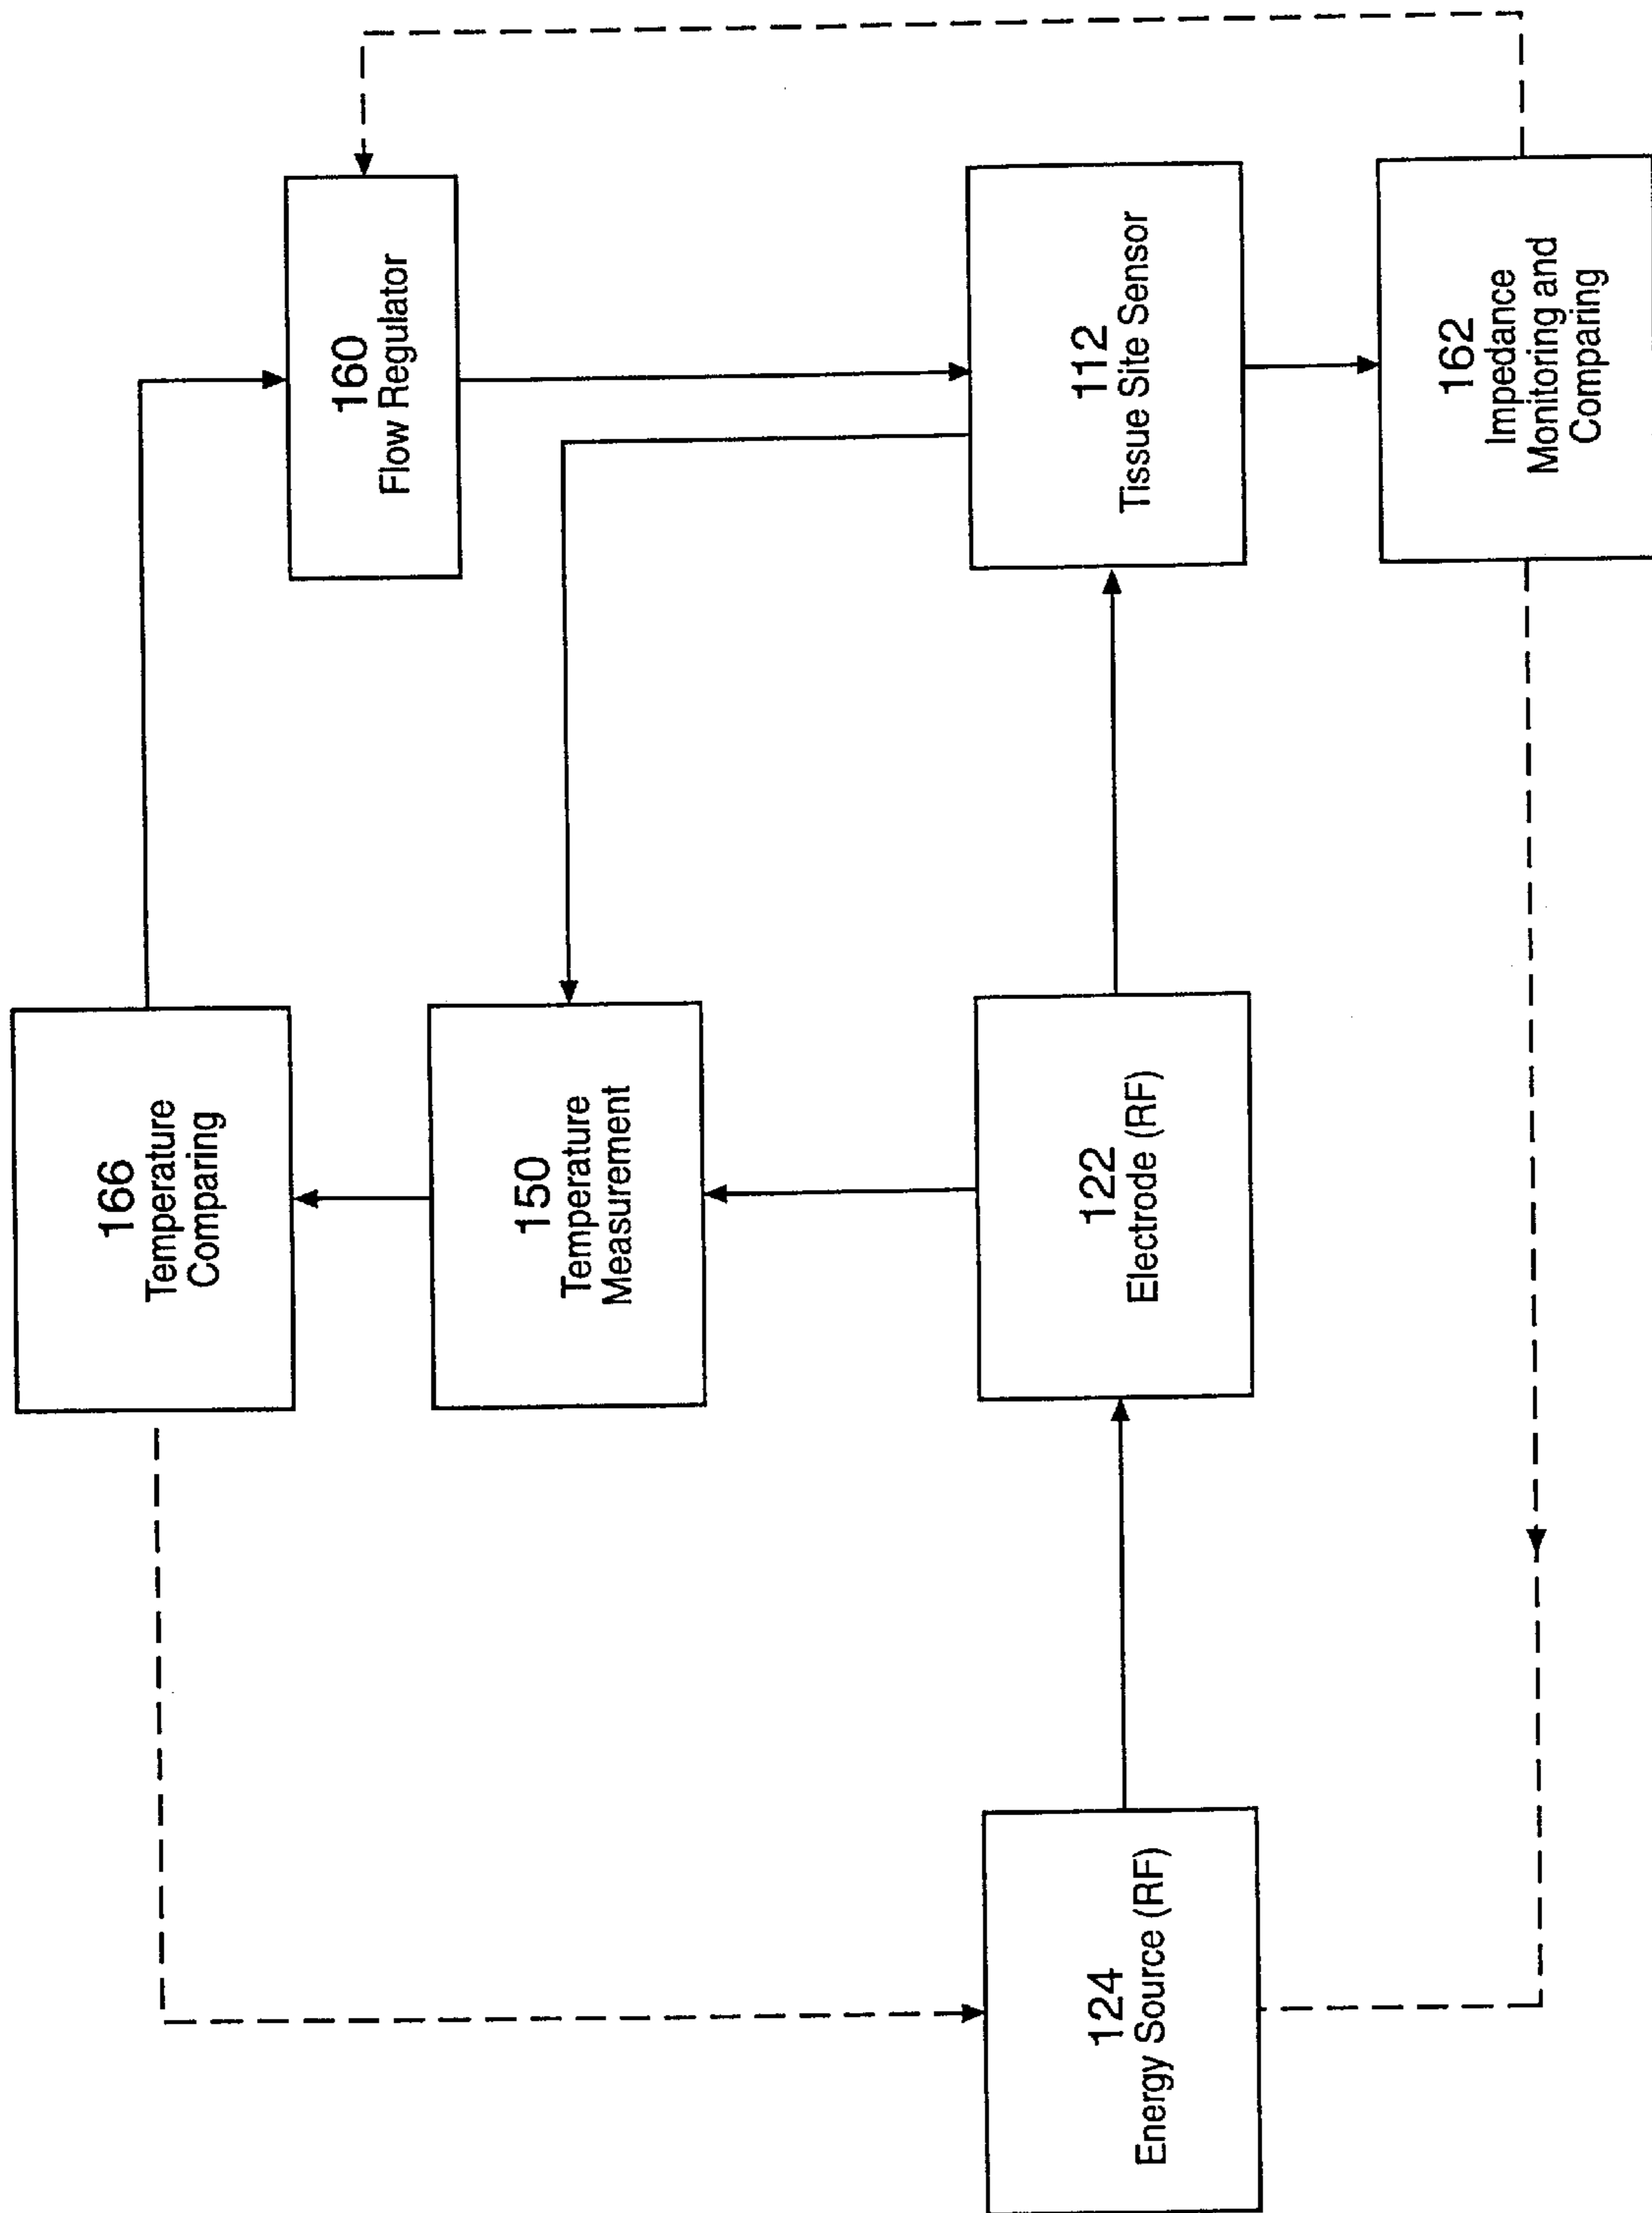 166
Temperature
Comparing
150
Temperature
Measurement
124
Energy Source (RF)
122
Electrode (RF)
160
Flow Regulator
112
Tissue Site Sensor
162
Impedance
Monitoring and
Comparing